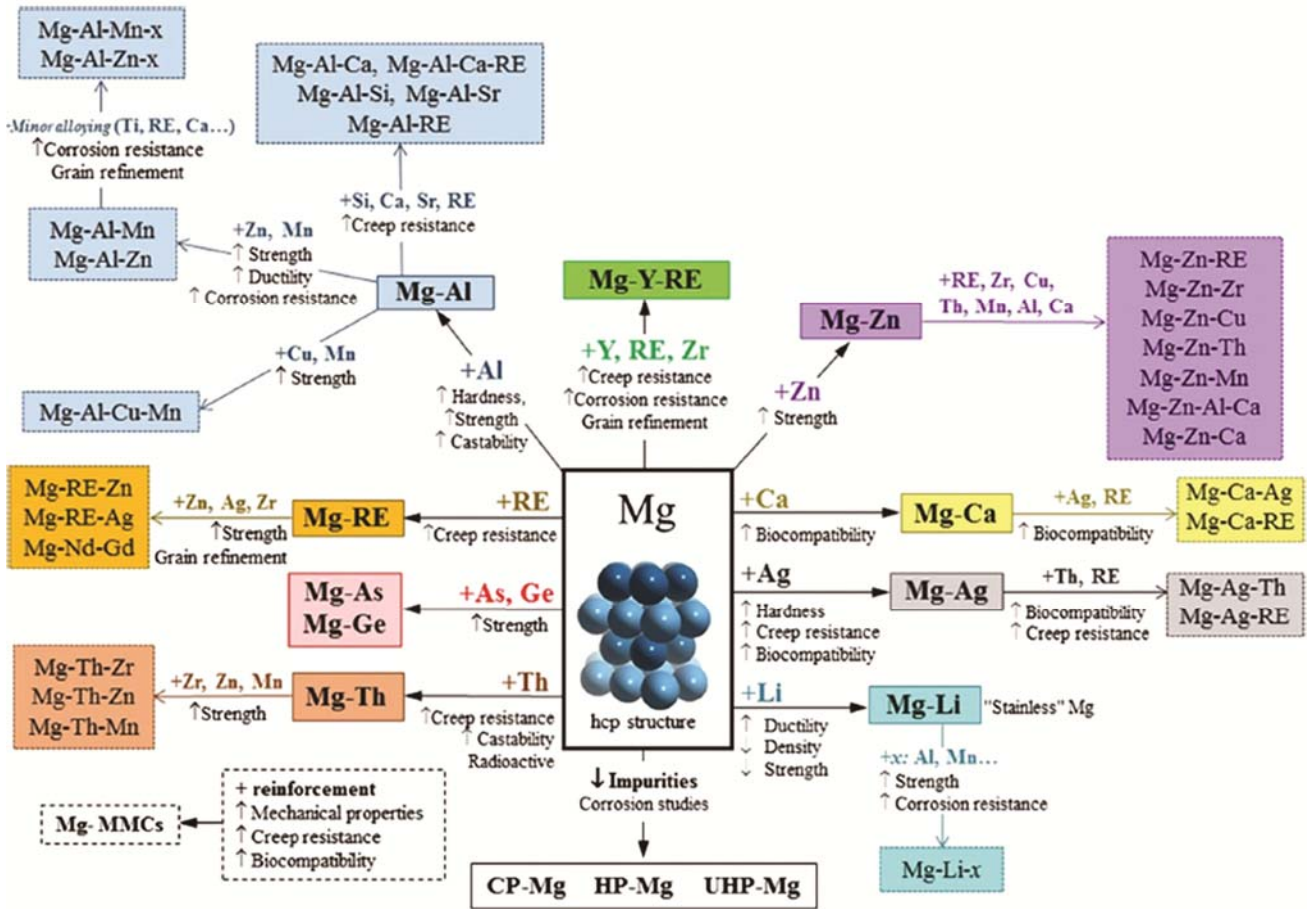 Mg-Al-Mn-x
Mg-Al-Zn-x
-Minor alloying (Ti, RE, Ca...)
↑Corrosion resistance
Grain refinement
Mg-Al-Mn
Mg-Al-Zn
Mg-Al-Ca, Mg-Al-Ca-RE
Mg-Al-Si, Mg-Al-Sr
Mg-Al-RE
+Si, Ca, Sr, RE
↑Creep resistance
+Zn, Mn
↑ Strength
↑ Ductility
↑ Corrosion resistance
Mg-Al
+Cu, Mn
↑ Strength
Mg-Al-Cu-Mn
+Al
↑ Hardness,
↑Strength
↑ Castability
Mg-Y-RE
+Y, RE, Zr
↑Creep resistance
↑Corrosion resistance
Grain refinement
Mg-Zn
+Zn
↑ Strength
+RE, Zr, Cu,
Th, Mn, Al, Ca
Mg-Zn-RE
Mg-Zn-Zr
Mg-Zn-Cu
Mg-Zn-Th
Mg-Zn-Mn
Mg-Zn-Al-Ca
Mg-Zn-Ca
Mg-RE-Zn
Mg-RE-Ag
Mg-Nd-Gd
+Zn, Ag, Zr
↑Strength
Grain refinement
Mg-RE
+RE
↑Creep resistance
Mg-As
Mg-Ge
+As, Ge
↑Strength
Mg-Th-Zr
Mg-Th-Zn
Mg-Th-Mn
+Zr, Zn, Mn
↑Strength
Mg-Th
+Th
↑Creep resistance
↑ Castability
Radioactive
Mg
hcp structure
+Ca
↑ Biocompatibility
Mg-Ca
+Ag, RE
↑ Biocompatibility
Mg-Ca-Ag
Mg-Ca-RE
+Ag
↑ Hardness
↑ Creep resistance
↑ Biocompatibility
Mg-Ag
+Th, RE
↑ Biocompatibility
↑ Creep resistance
Mg-Ag-Th
Mg-Ag-RE
+Li
↑ Ductility
↓ Density
↓ Strength
Mg-Li
"Stainless" Mg
+x: Al, Mn...
↑ Strength
↑ Corrosion resistance
Mg-Li-x
Mg- MMCs
+ reinforcement
↑ Mechanical properties
↑ Creep resistance
↑ Biocompatibility
↓ Impurities
Corrosion studies
CP-Mg HP-Mg UHP-Mg